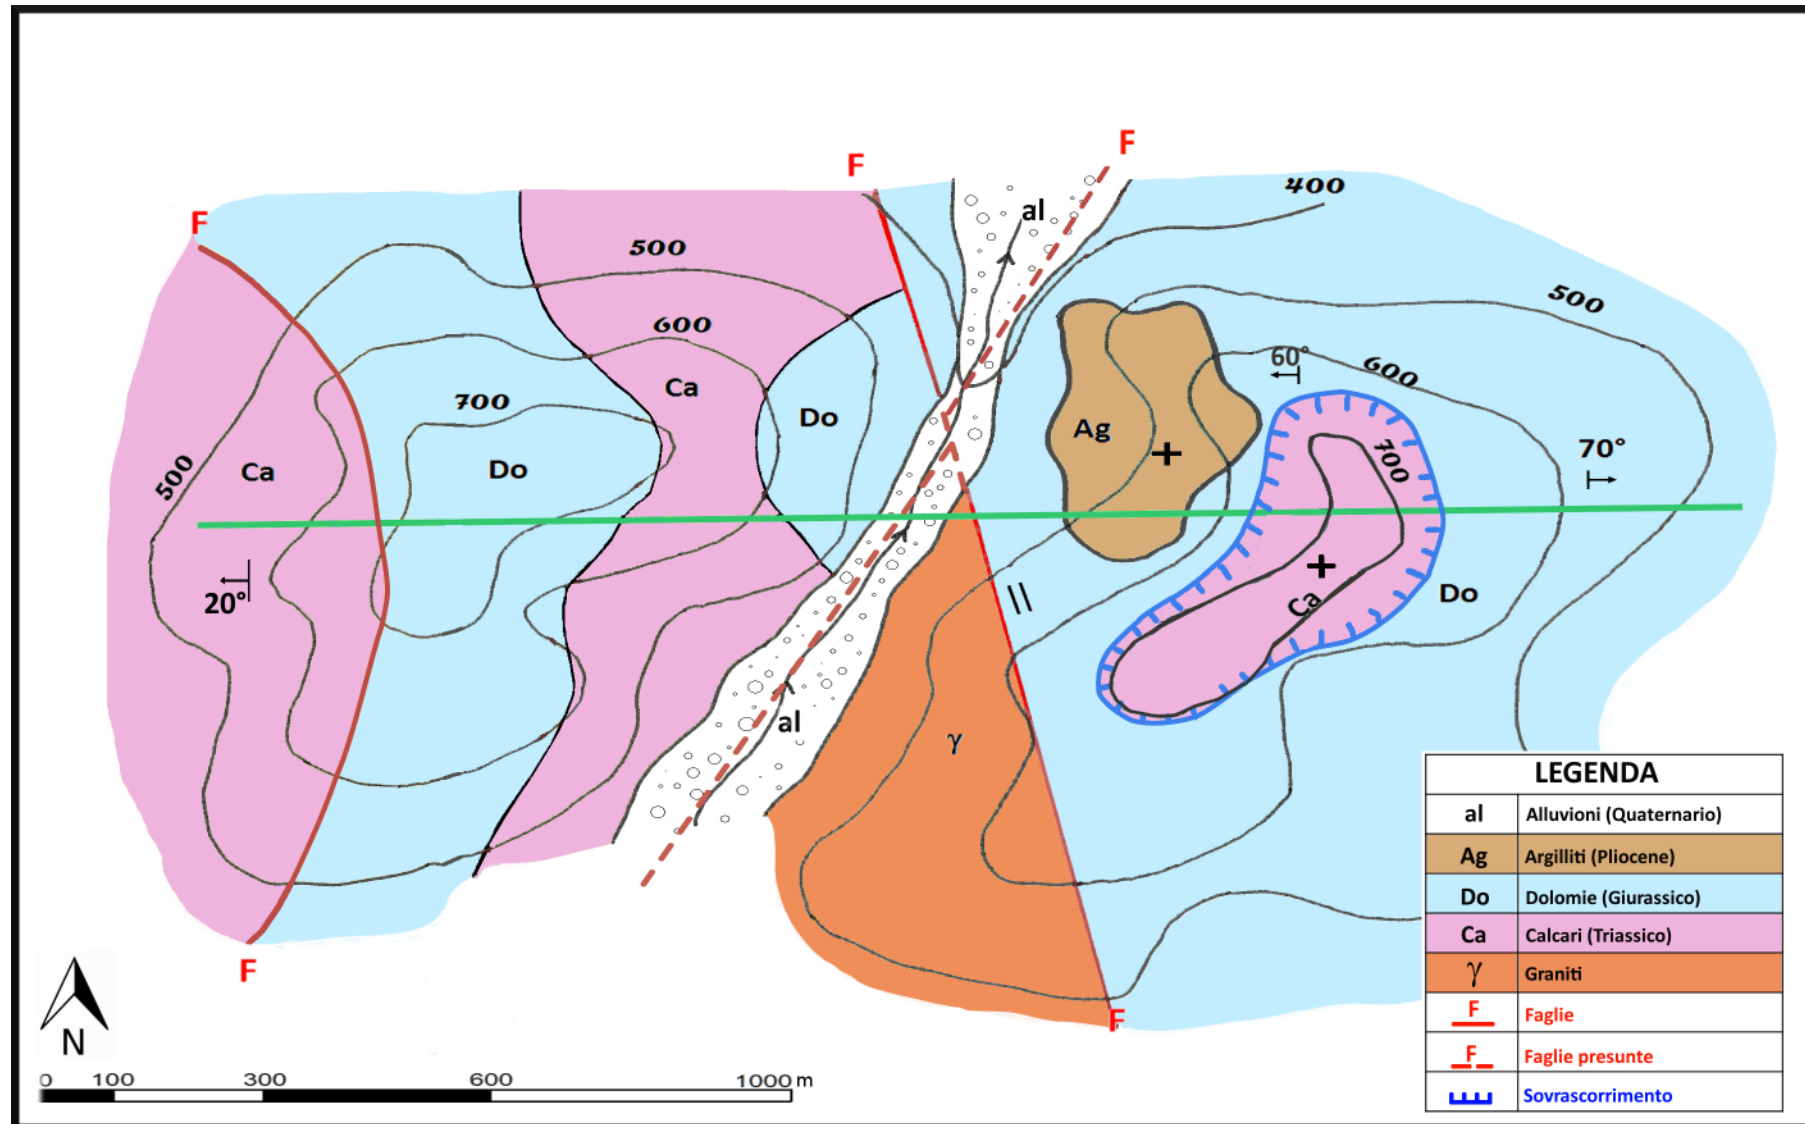 F
F
F
400
al
500
500
600
600
60°
700
Ca
Do
Ag
700
70°
Do
Ca
500
20°
Ca
Do
al
γ
F
F
N
0 100 300 600 1000 m
LEGENDA
al Alluvioni (Quaternario)
Ag Argilliti (Pliocene)
Do Dolomie (Giurassico)
Ca Calcari (Triassico)
γ Graniti
F Faglie
F Faglie presunte
Sovrascorrimento